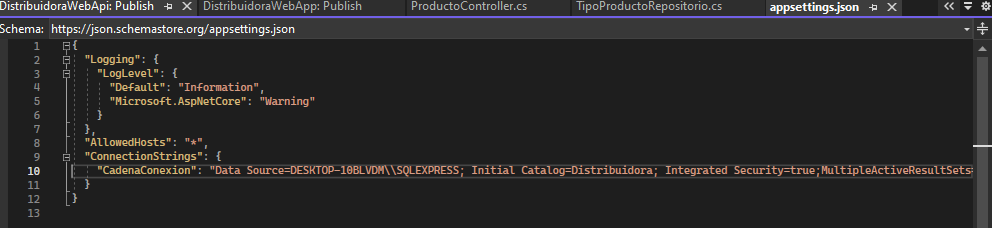 DistribuidoraWebApi: Publish
DistribuidoraWebApp: Publish
ProductoController.cs
TipoProductoRepositorio.cs
appsettings.json
Schema: https://json.schemastore.org/appsettings.json
1 {
2 "Logging": {
3 "LogLevel": {
4 "Default": "Information",
5 "Microsoft.AspNetCore": "Warning"
6 }
7 },
8 "AllowedHosts": "*",
9 "ConnectionStrings": {
10 "CadenaConexion": "Data Source=DESKTOP-10BLVDM\\SQLEXPRESS; Initial Catalog=Distribuidora; Integrated Security=true;MultipleActiveResultSets=
11 }
12 }
13